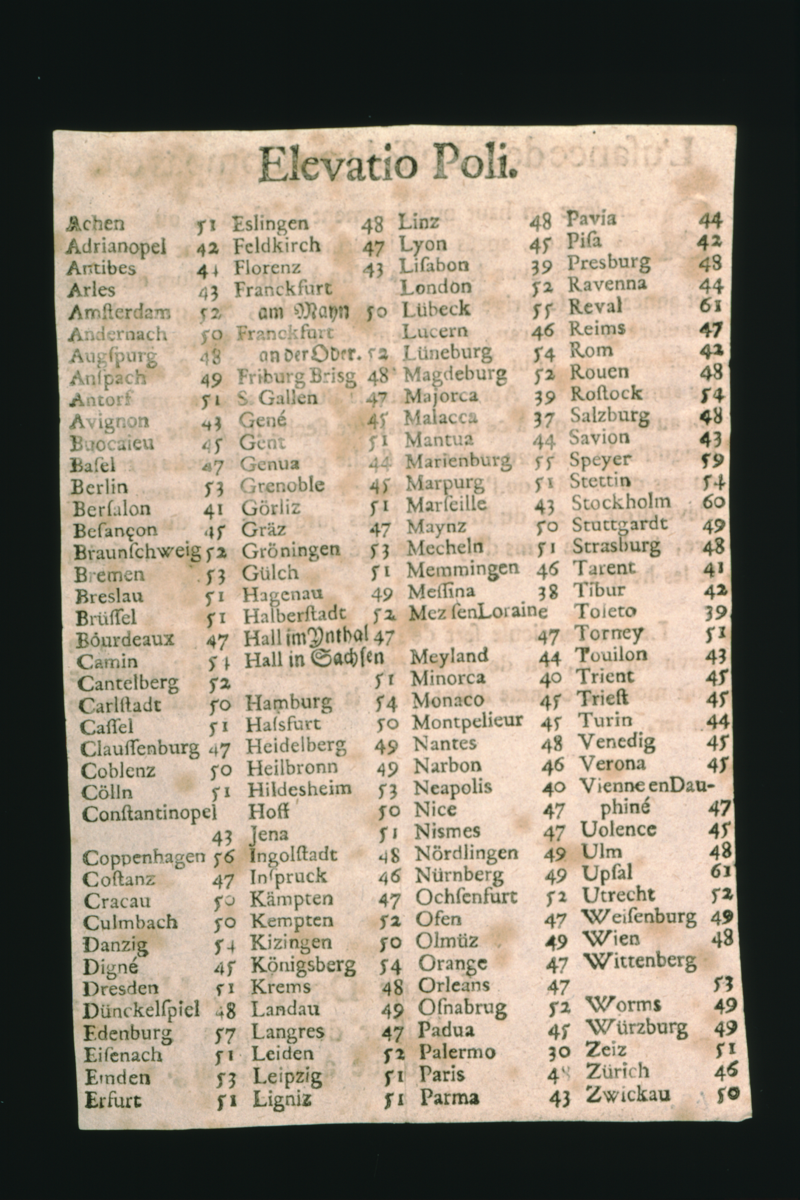 Elevatio Poli.
Achen 51
Adrianopel 42
Antibes 44
Arles 43
Amſterdam 52
Andernach 50
Augſpurg 48
Anſpach 49
Antorf 51
Avignon 43
45
Baſel 47
Berlin 53
Berſalon 41
Beſançon 45
Braunſchweig 52
Bremen 53
Breslau 51
Brüſſel 51
Bourdeaux 47
Camin 54
Cantelberg 52
Carlſtadt 50
Caſſel 51
Clauſſenburg 47
Coblenz 50
Cölln 51
Conſtantinopel
43
Coppenhagen 56
Coſtanz 47
Cracau 50
Culmbach 50
Danzig 54
Digné 45
Dresden 51
Dünckelſpiel 48
Edenburg 57
Eiſenach 51
Emden 53
Erfurt 51
Eslingen 48
Feldkirch 47
Florenz 43
Franckfurt
am Mayn 50
Franckfurt
an der Oder. 52
Friburg Brisg 48
S. Gallen 47
Gené 45
Gent 51
Genua 44
Grenoble 45
Görliz 51
Gräz 47
Gröningen 53
Gülch 51
Hagenau 49
Halberſtadt 52
Hall im Ynthal 47
Hall in Sachſen
51
Hamburg 54
Haſsfurt 50
Heidelberg 49
Heilbronn 49
Hildesheim 53
Hoff 50
Jena 51
Ingolſtadt 48
Inſpruck 46
Kämpten 47
Kempten 52
Kizingen 50
Königsberg 54
Krems 48
Landau 49
Langres 47
Leiden 52
Leipzig 51
Ligniz 51
Linz 48
Lyon 45
Liſabon 39
London 52
Lübeck 55
Lucern 46
Lüneburg 54
Magdeburg 52
Majorca 39
Malacca 37
Mantua 44
Marienburg 55
Marpurg 51
Marſeille 43
Maynz 50
Mecheln 51
Memmingen 46
Meſſina 38
Mez ſenLoraine
47
Meyland 44
Minorca 40
Monaco 45
Montpelieur 45
Nantes 48
Narbon 46
Neapolis 40
Nice 47
Nismes 47
Nördlingen 49
Nürnberg 49
Ochſenfurt 52
Ofen 47
Olmüz 49
Orange 47
Orleans 47
Oſnabrug 52
Padua 45
Palermo 30
Paris
Parma 43
Pavia 44
Piſa 42
Presburg 48
Ravenna 44
Reval 61
Reims 47
Rom 42
Rouen 48
Roſtock 54
Salzburg 48
Savion 43
Speyer 59
Stettin 54
Stockholm 60
Stuttgardt 49
Strasburg 48
Tarent 41
Tibur 42
Toleto 39
Torney 51
Toulon 43
Trient 45
Trieſt 45
Turin 44
Venedig 45
Verona 45
Vienne en Dau-
phiné 47
Uolence 45
Ulm 48
Upſal 61
Utrecht 52
Weiſenburg 49
Wien 48
Wittenberg
53
Worms 49
Würzburg 49
Zeiz 51
Zürich 46
Zwickau 50